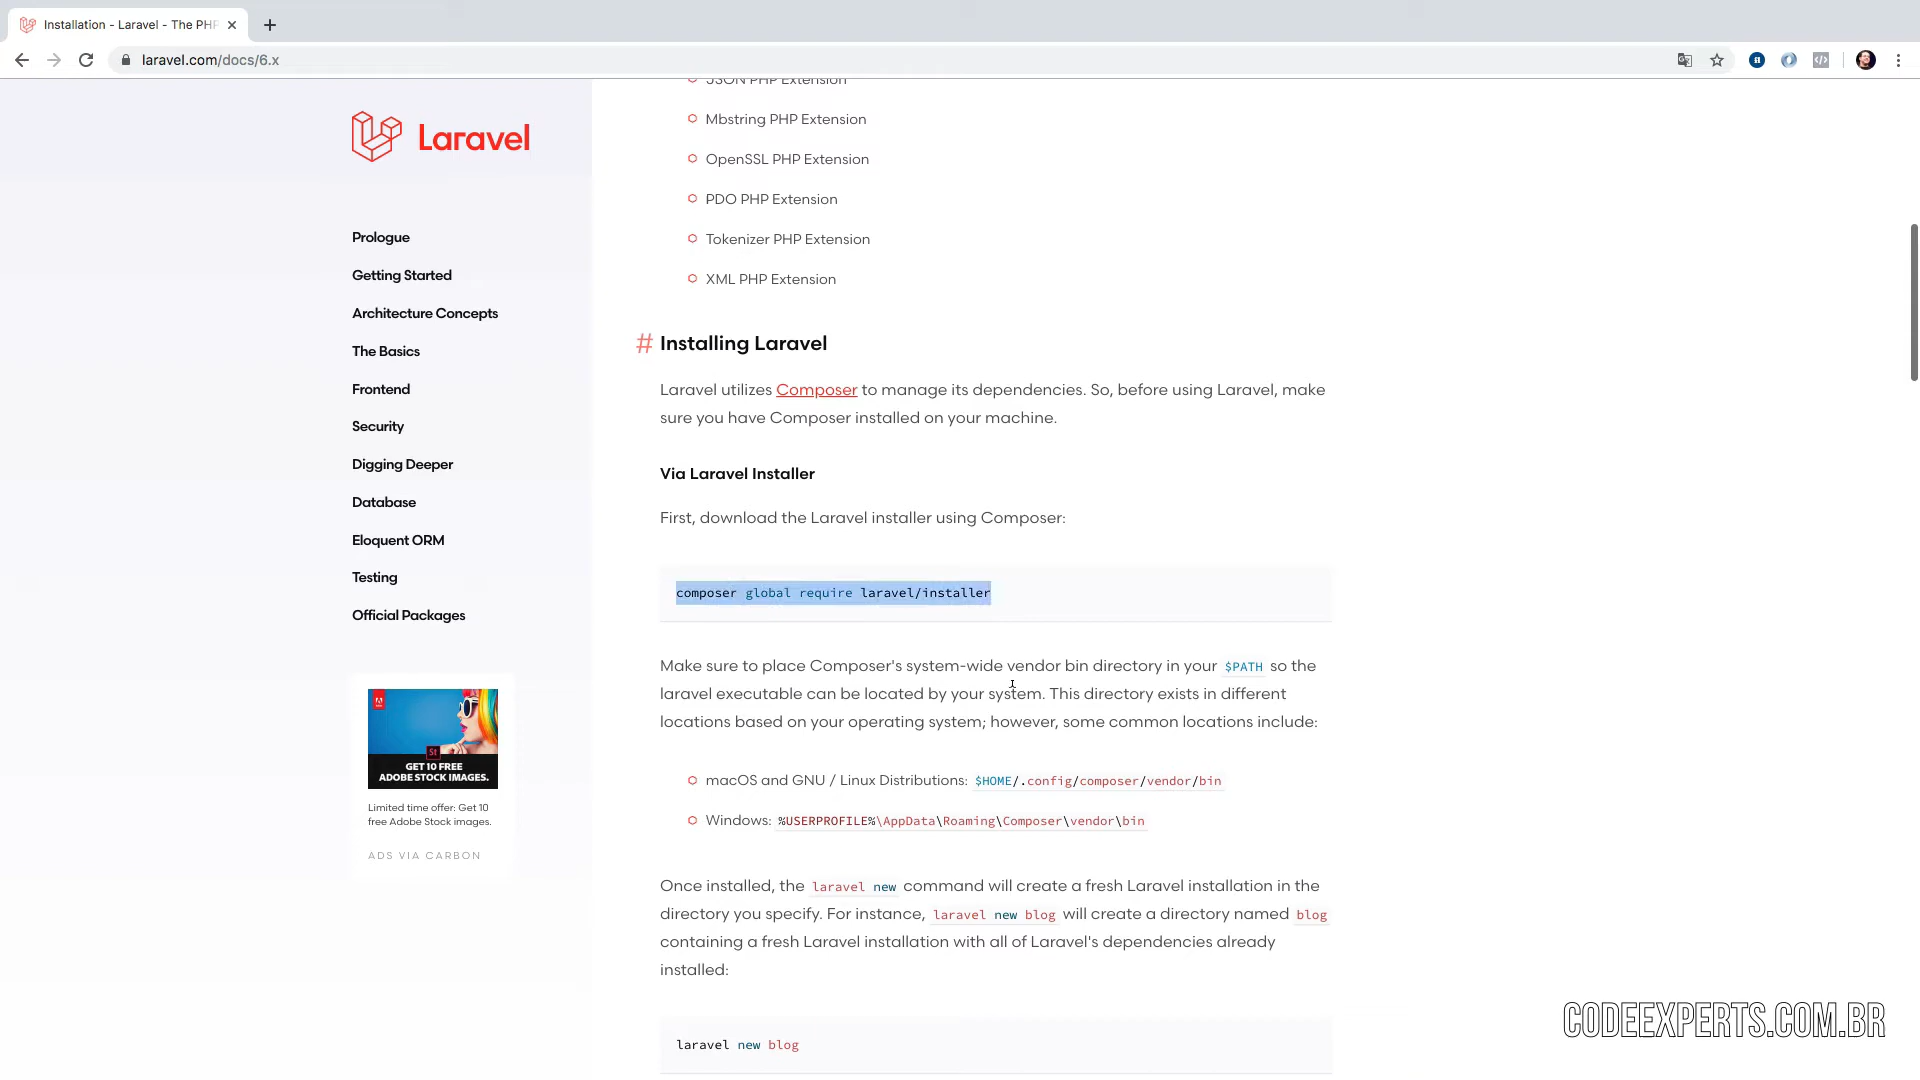 Installation - Laravel - The PHP
laravel.com/docs/6.x
Laravel
Prologue
Getting Started
Architecture Concepts
The Basics
Frontend
Security
Digging Deeper
Database
Eloquent ORM
Testing
Official Packages
St
GET 10 FREE
ADOBE STOCK IMAGES.
Limited time offer: Get 10
free Adobe Stock images.
ADS VIA CARBON
JSON PHP Extension
Mbstring PHP Extension
OpenSSL PHP Extension
PDO PHP Extension
Tokenizer PHP Extension
XML PHP Extension
# Installing Laravel
Laravel utilizes Composer to manage its dependencies. So, before using Laravel, make
sure you have Composer installed on your machine.
Via Laravel Installer
First, download the Laravel installer using Composer:
composer global require laravel/installer
Make sure to place Composer's system-wide vendor bin directory in your $PATH so the
laravel executable can be located by your system. This directory exists in different
locations based on your operating system; however, some common locations include:
macOS and GNU / Linux Distributions: $HOME/.config/composer/vendor/bin
Windows: %USERPROFILE%\AppData\Roaming\Composer\vendor\bin
Once installed, the laravel new command will create a fresh Laravel installation in the
directory you specify. For instance, laravel new blog will create a directory named blog
containing a fresh Laravel installation with all of Laravel's dependencies already
installed:
laravel new blog
CODEEXPERTS.COM.BR